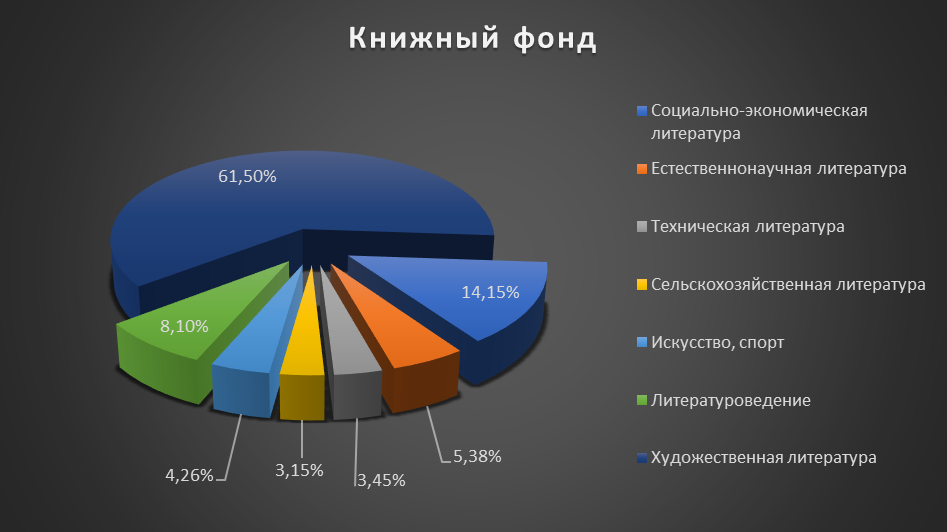 Книжный фонд
61,50%
14,15%
8,10%
5,38%
4,26%
3,15%
3,45%
Социально-экономическая
литература
Естественнонаучная литература
Техническая литература
Сельскохозяйственная литература
Искусство, спорт
Литературоведение
Художественная литература